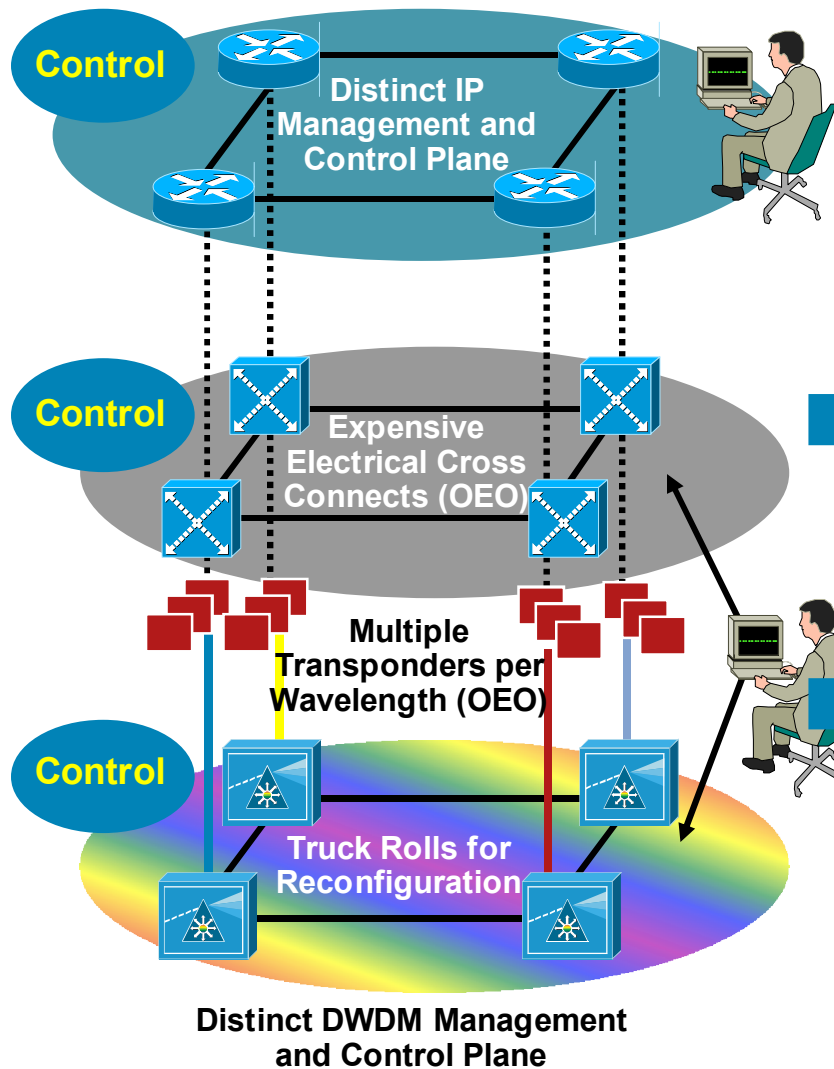 Control
Distinct IP
Management and
Control Plane
Control
Expensive
Electrical Cross
Connects (OEO)
Multiple
Transponders per
Wavelength (OEO)
Control
Truck Rolls for
Reconfiguration
Distinct DWDM Management
and Control Plane